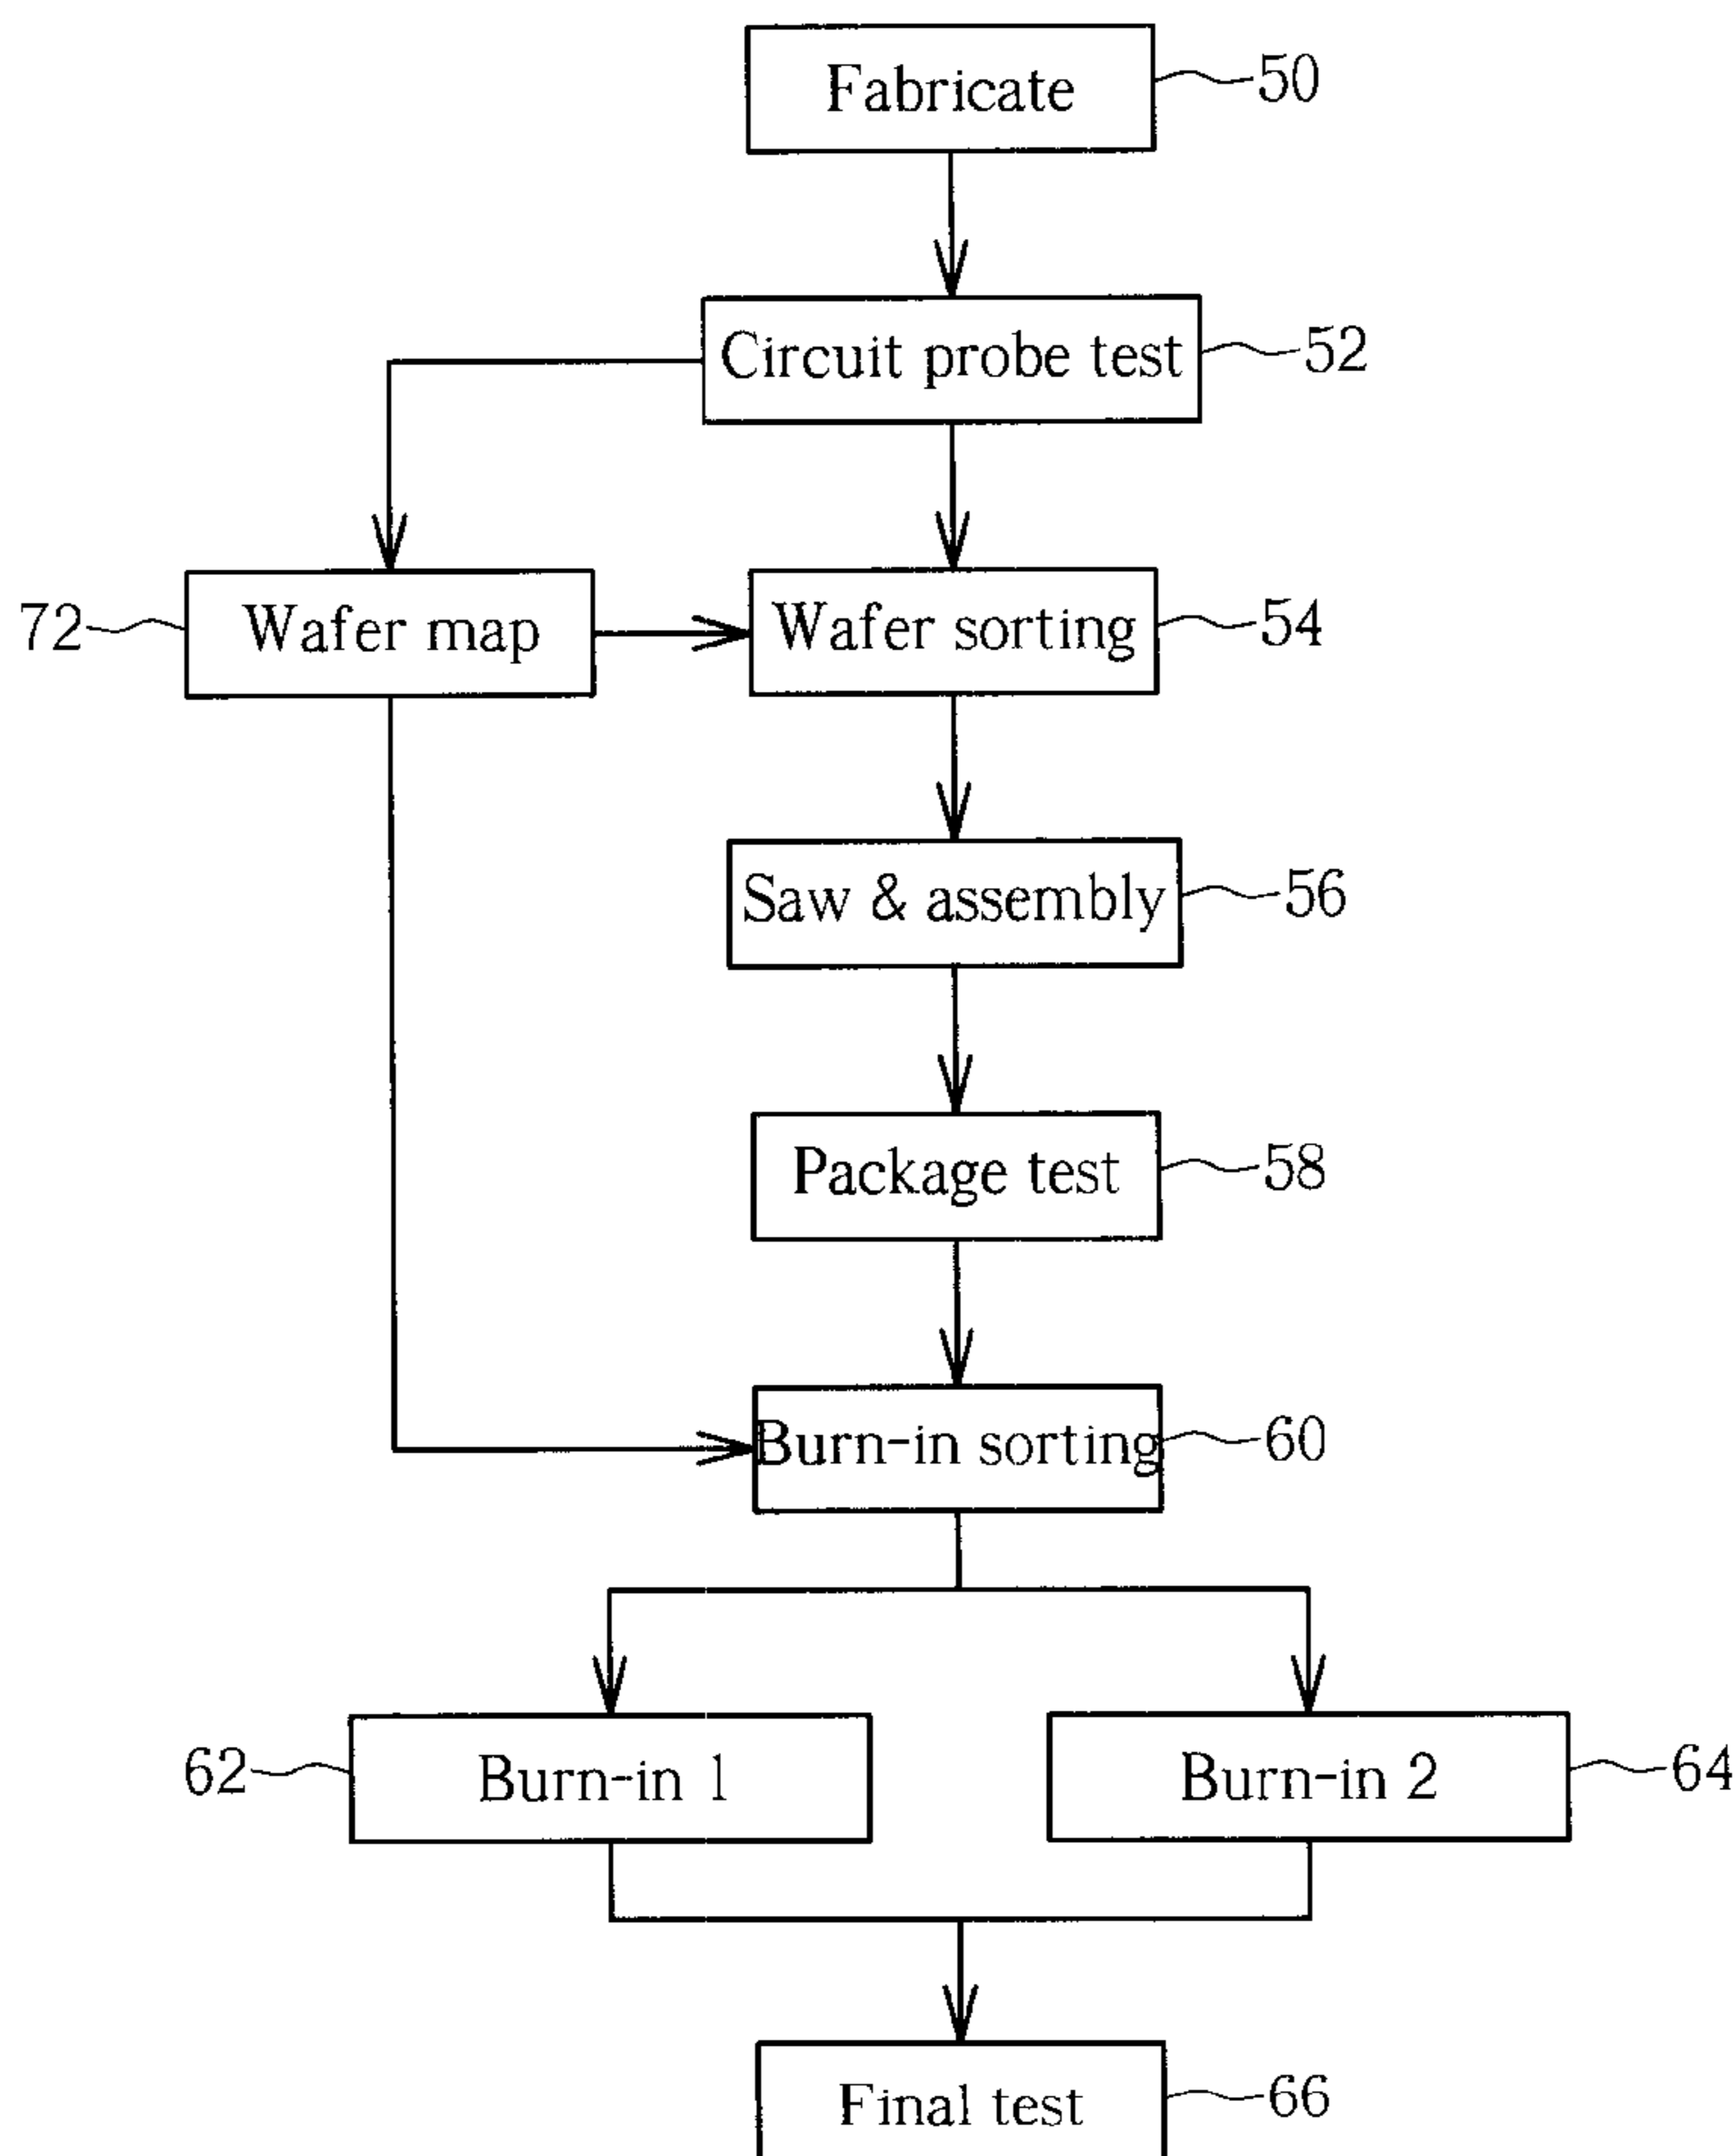 Fabricate
50
Circuit probe test
52
72
Wafer map
Wafer sorting
54
Saw & assembly
56
Package test
58
Burn-in sorting
60
62
Burn-in 1
Burn-in 2
64
Final test
66